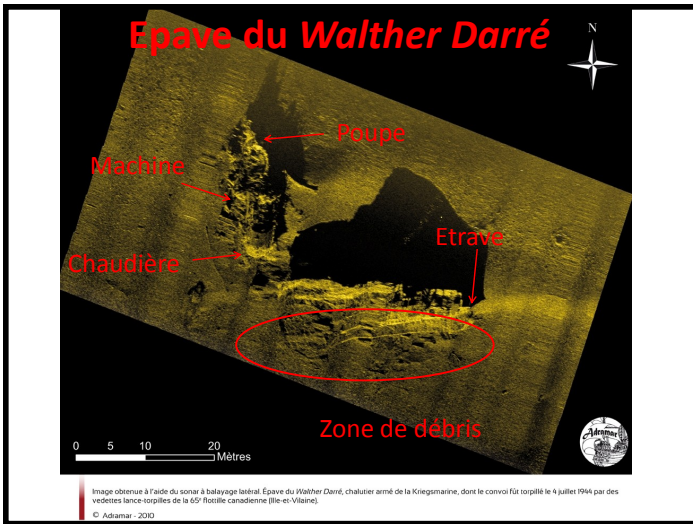 Epave du Walther Darré
N
Poupe
Machine
Etrave
Chaudière
Zone de débris
Adramar
0 5 10 20
Mètres
Image obtenue à l'aide du sonar à balayage latéral. Épave du Walther Darré, chalutier armé de la Kriegsmarine, dont le convoi fût torpillé le 4 juillet 1944 par des
vedettes lance-torpilles de la 65e flottille canadienne (Ille-et-Vilaine).
© Adramar - 2010